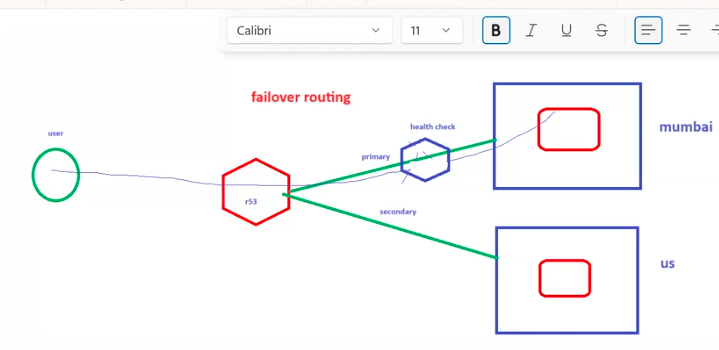 Calibri
11
B
I
U
S
failover routing
user
health check
mumbai
primary
r53
secondary
us